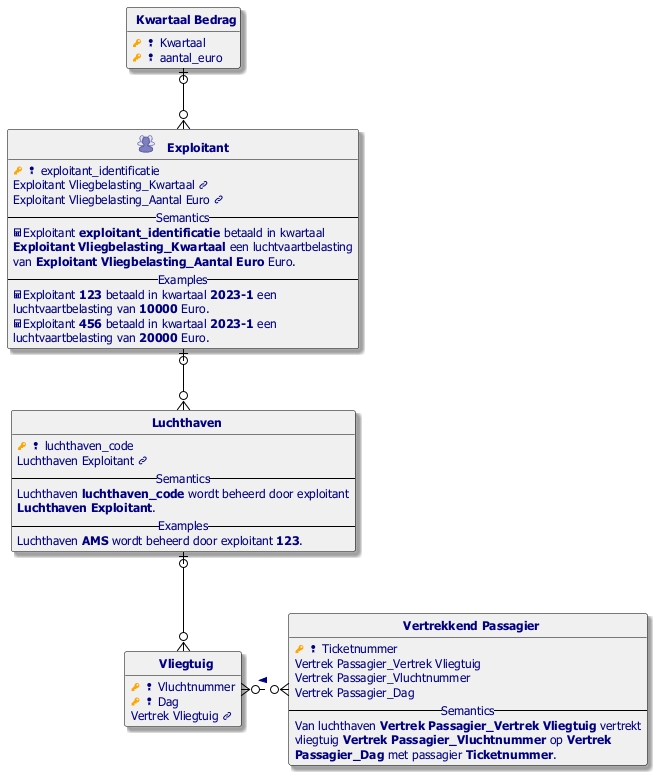 Kwartaal Bedrag
Kwartaal
aantal_euro
Exploitant
exploitant_identificatie
Exploitant Vliegbelasting_Kwartaal
Exploitant Vliegbelasting_Aantal Euro
Semantics
Exploitant exploitant_identificatie betaald in kwartaal
Exploitant Vliegbelasting_Kwartaal een luchtvaartbelasting
van Exploitant Vliegbelasting_Aantal Euro Euro.
Examples
Exploitant 123 betaald in kwartaal 2023-1 een
luchtvaartbelasting van 10000 Euro.
Exploitant 456 betaald in kwartaal 2023-1 een
luchtvaartbelasting van 20000 Euro.
Luchthaven
luchthaven_code
Luchthaven Exploitant
Semantics
Luchthaven luchthaven_code wordt beheerd door exploitant
Luchthaven Exploitant.
Examples
Luchthaven AMS wordt beheerd door exploitant 123.
Vliegtuig
Vluchtnummer
Dag
Vertrek Vliegtuig
Vertrekkend Passagier
Ticketnummer
Vertrek Passagier_Vertrek Vliegtuig
Vertrek Passagier_Vluchtnummer
Vertrek Passagier_Dag
Semantics
Van luchthaven Vertrek Passagier_Vertrek Vliegtuig vertrekt
vliegtuig Vertrek Passagier_Vluchtnummer op Vertrek
Passagier_Dag met passagier Ticketnummer.